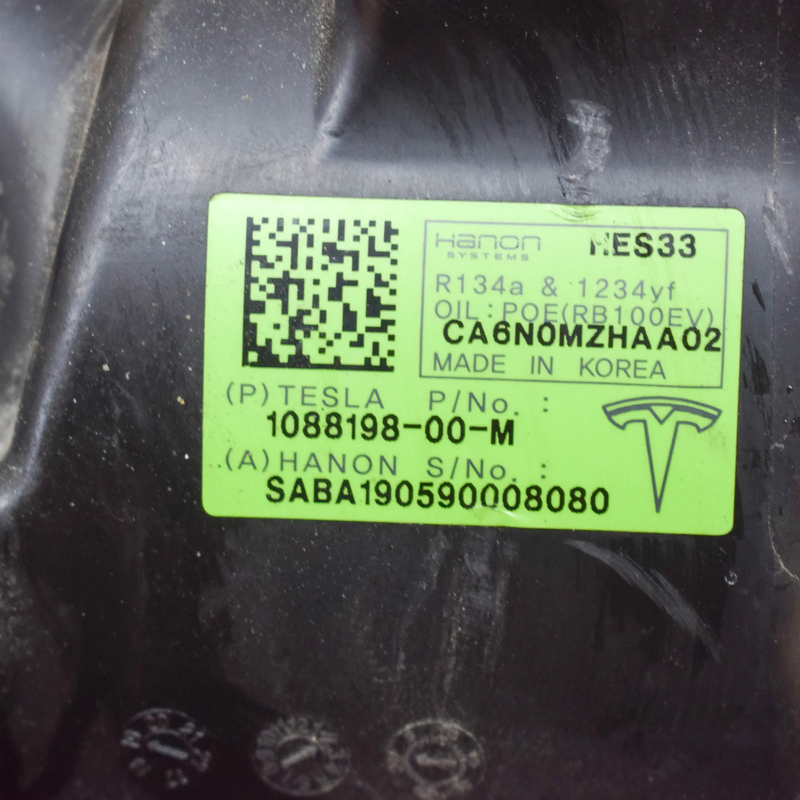 Hanon
SYSTEMS
HES33
R134a & 1234yf
OIL:POE(RB100EV)
CA6N0MZHAA02
MADE IN KOREA
(P)TESLA P/No. :
1088198-00-M
(A)HANON S/No. :
SABA190590008080